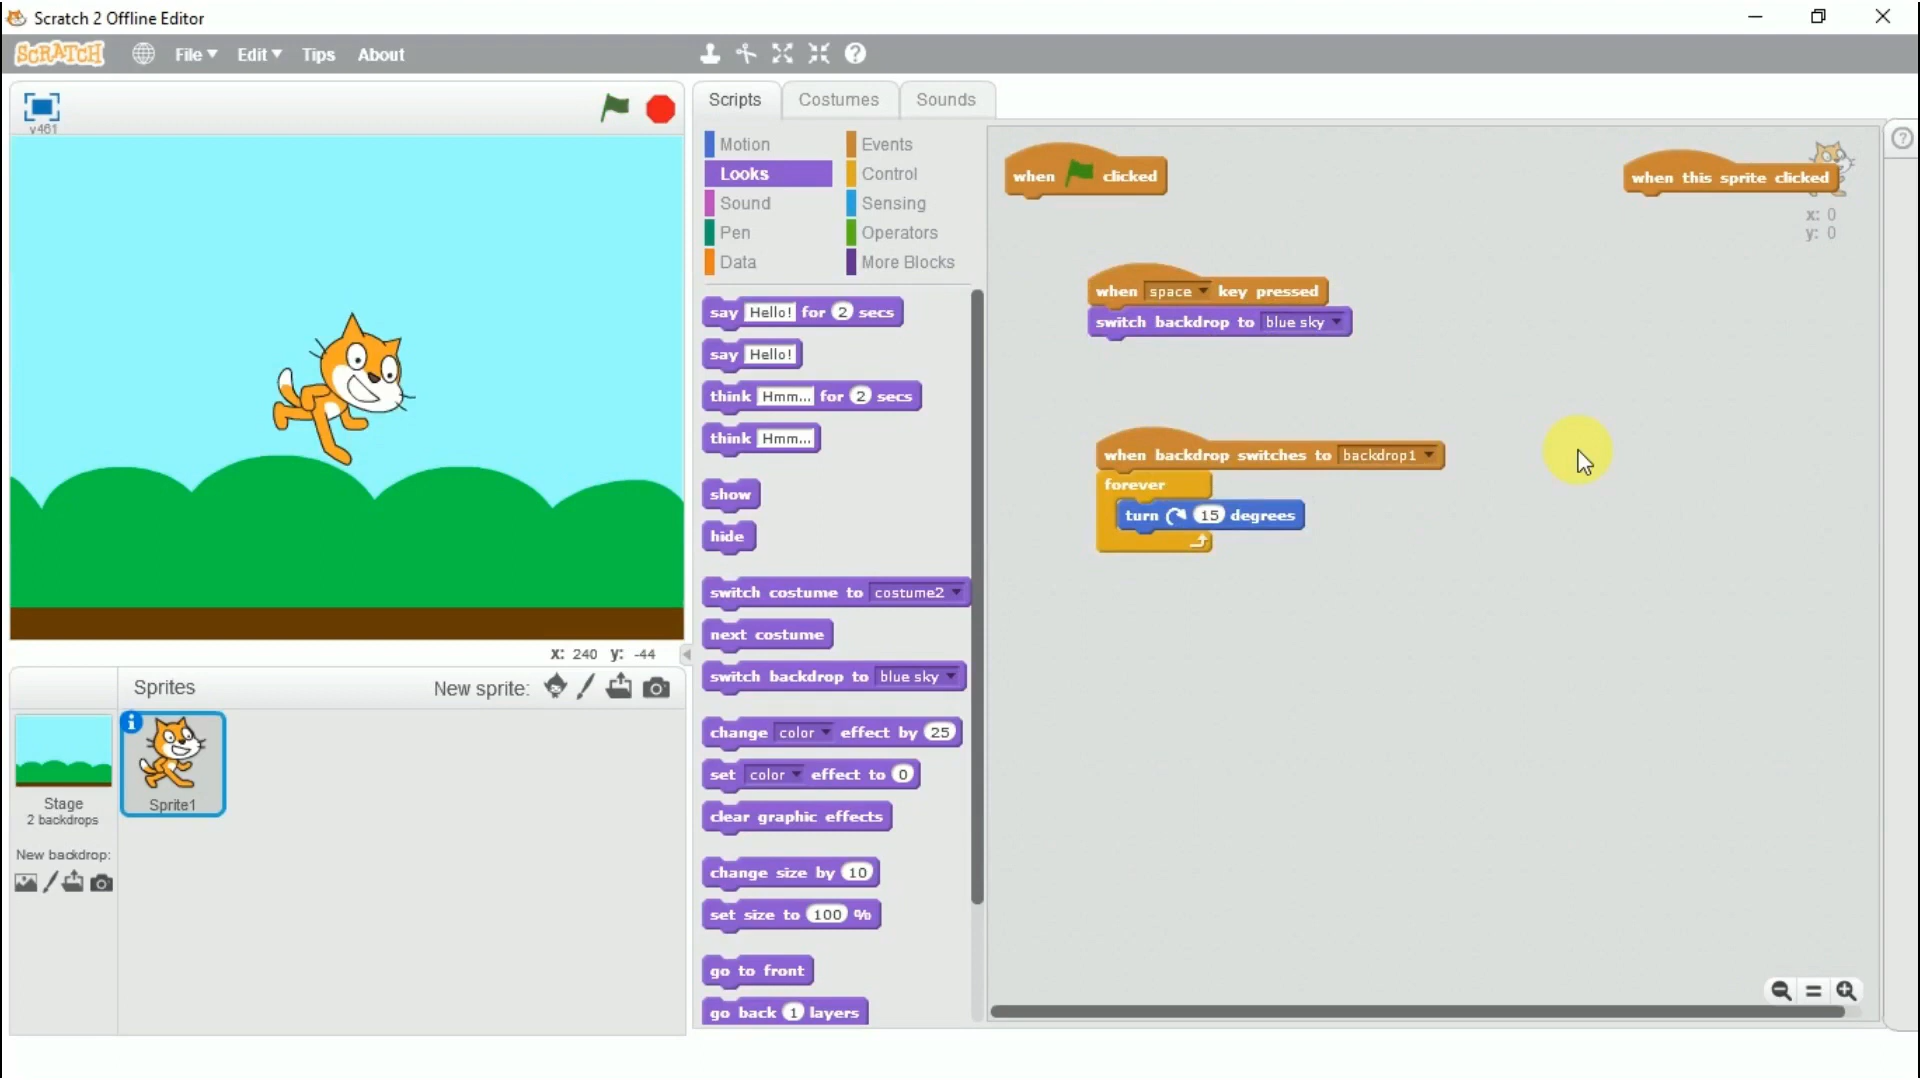 Scratch 2 Offline Editor
SCRATCH File Edit Tips About
v461
Scripts Costumes Sounds
Motion Events
Looks Control
Sound Sensing
Pen Operators
Data More Blocks
say Hello! for 2 secs
say Hello!
think Hmm... for 2 secs
think Hmm...
show
hide
switch costume to costume2
next costume
switch backdrop to blue sky
change color effect by 25
set color effect to 0
clear graphic effects
change size by 10
set size to 100 %
go to front
go back 1 layers
when clicked
when this sprite clicked
x: 0
y: 0
when space key pressed
switch backdrop to blue sky
when backdrop switches to backdrop1
forever
turn 15 degrees
x: 240 y: -44
Sprites New sprite:
Stage
2 backdrops
New backdrop:
Sprite1